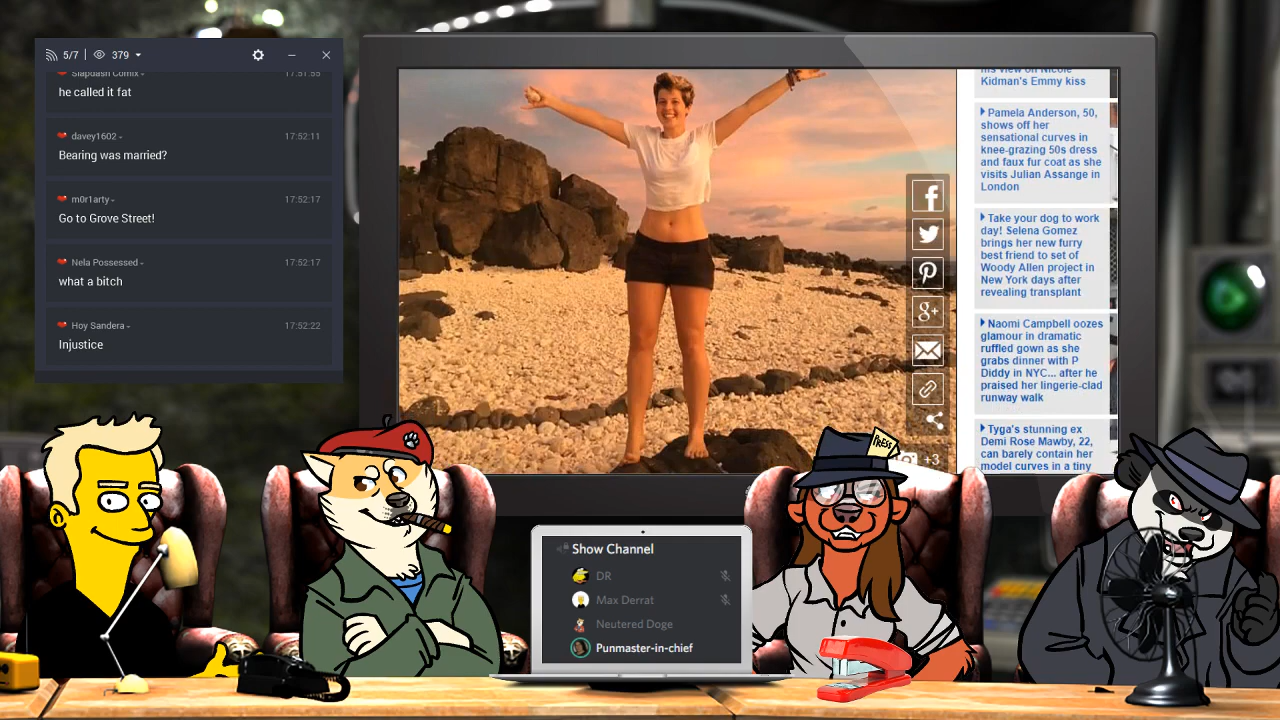 5/7 | 379
Slapdash Comix 17:51:55
he called it fat
davey1602 17:52:11
Bearing was married?
m0r1arty 17:52:17
Go to Grove Street!
Nela Possessed 17:52:17
what a bitch
Hoy Sandera 17:52:22
Injustice
his view on Nicole
Kidman's Emmy kiss
Pamela Anderson, 50,
shows off her
sensational curves in
knee-grazing 50s dress
and faux fur coat as she
visits Julian Assange in
London
Take your dog to work
day! Selena Gomez
brings her new furry
best friend to set of
Woody Allen project in
New York days after
revealing transplant
Naomi Campbell oozes
glamour in dramatic
ruffled gown as she
grabs dinner with P
Diddy in NYC... after he
praised her lingerie-clad
runway walk
Tyga's stunning ex
Demi Rose Mawby, 22,
can barely contain her
model curves in a tiny
f
g+
+3
PRESS
Show Channel
DR
Max Derrat
Neutered Doge
Punmaster-in-chief